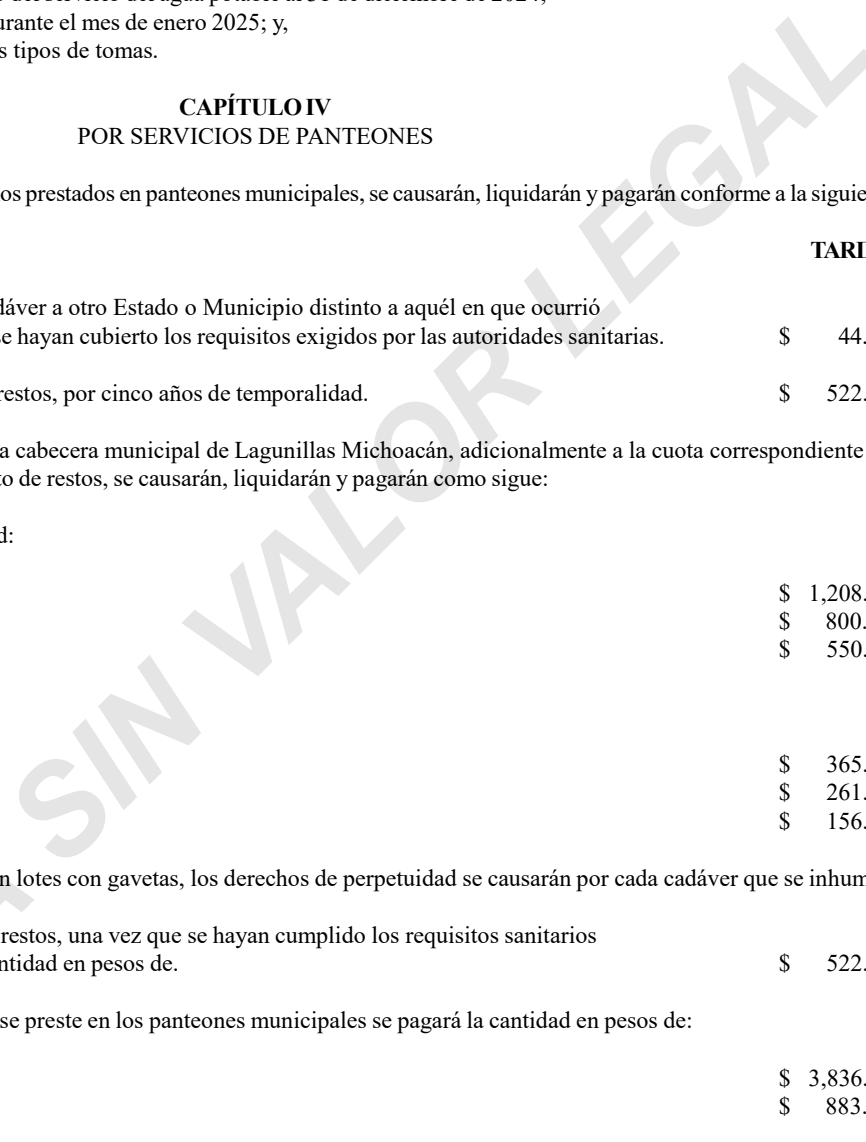 urante el mes de enero 2025; y,
s tipos de tomas.
CAPÍTULO IV
POR SERVICIOS DE PANTEONES
os prestados en panteones municipales, se causarán, liquidarán y pagarán conforme a la siguie
TARI
dáver a otro Estado o Municipio distinto a aquél en que ocurrió
se hayan cubierto los requisitos exigidos por las autoridades sanitarias. $ 44.
restos, por cinco años de temporalidad. $ 522.
a cabecera municipal de Lagunillas Michoacán, adicionalmente a la cuota correspondiente
to de restos, se causarán, liquidarán y pagarán como sigue:
d:
$ 1,208.
$ 800.
$ 550.
$ 365.
$ 261.
$ 156.
n lotes con gavetas, los derechos de perpetuidad se causarán por cada cadáver que se inhum
restos, una vez que se hayan cumplido los requisitos sanitarios
ntidad en pesos de. $ 522.
se preste en los panteones municipales se pagará la cantidad en pesos de:
$ 3,836.
$ 883.
A SIN VALOR LEGAL